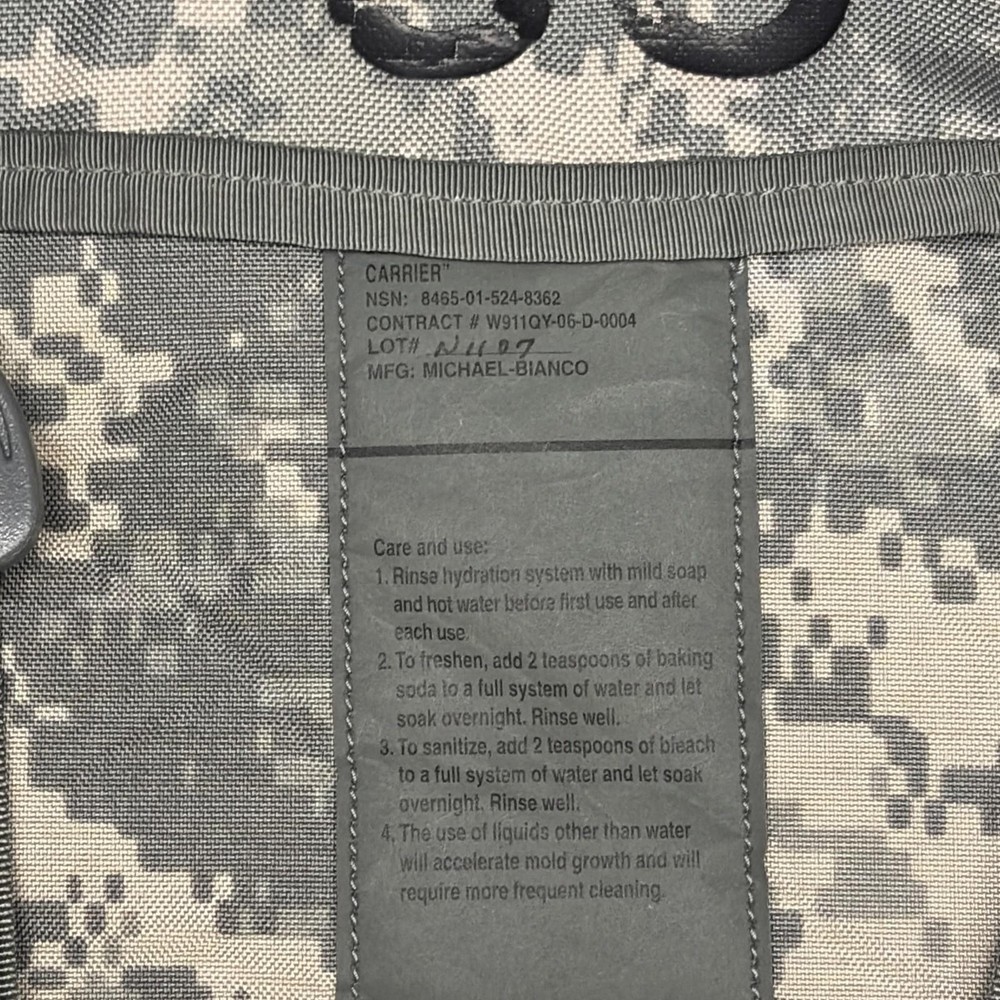 CARRIER"
NSN: 8465-01-524-8362
CONTRACT # W911QY-06-D-0004
LOT# N1107
MFG: MICHAEL-BIANCO
Care and use:
1. Rinse hydration system with mild soap
and hot water before first use and after
each use.
2. To freshen, add 2 teaspoons of baking
soda to a full system of water and let
soak overnight. Rinse well.
3. To sanitize, add 2 teaspoons of bleach
to a full system of water and let soak
overnight. Rinse well.
4. The use of liquids other than water
will accelerate mold growth and will
require more frequent cleaning.